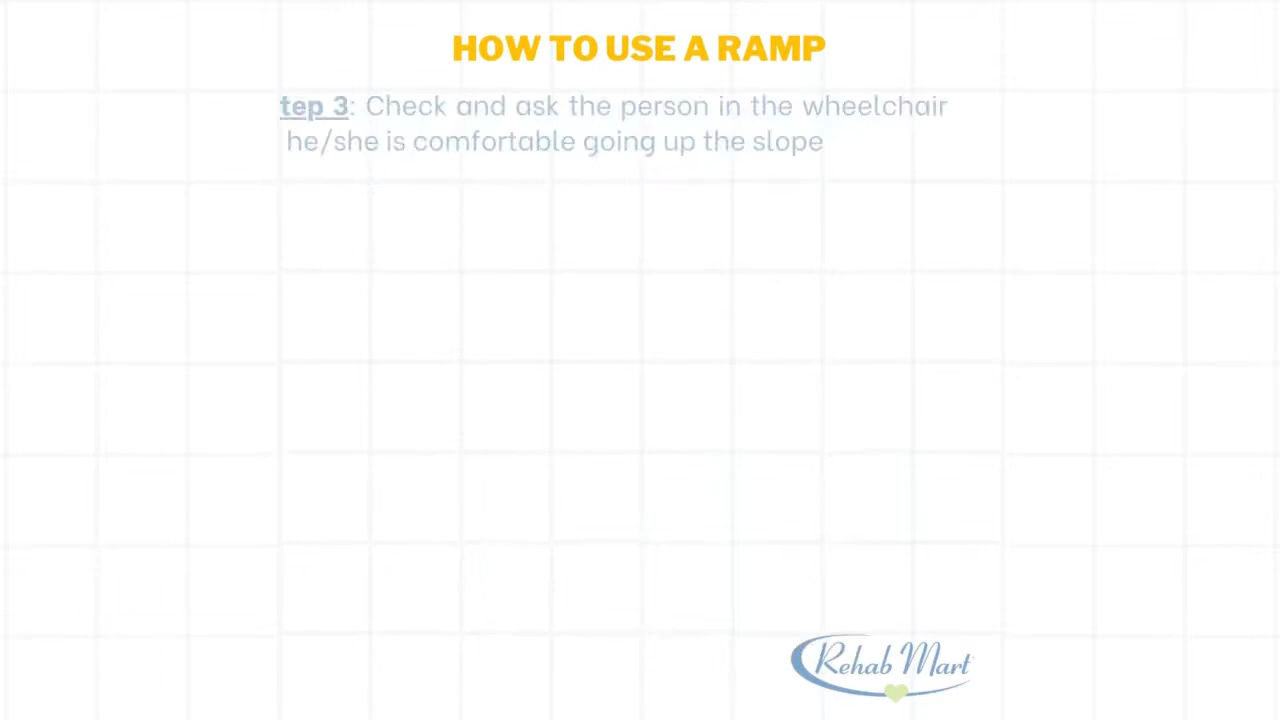 HOW TO USE A RAMP
tep 3: Check and ask the person in the wheelchair
he/she is comfortable going up the slope
Rehab Mart